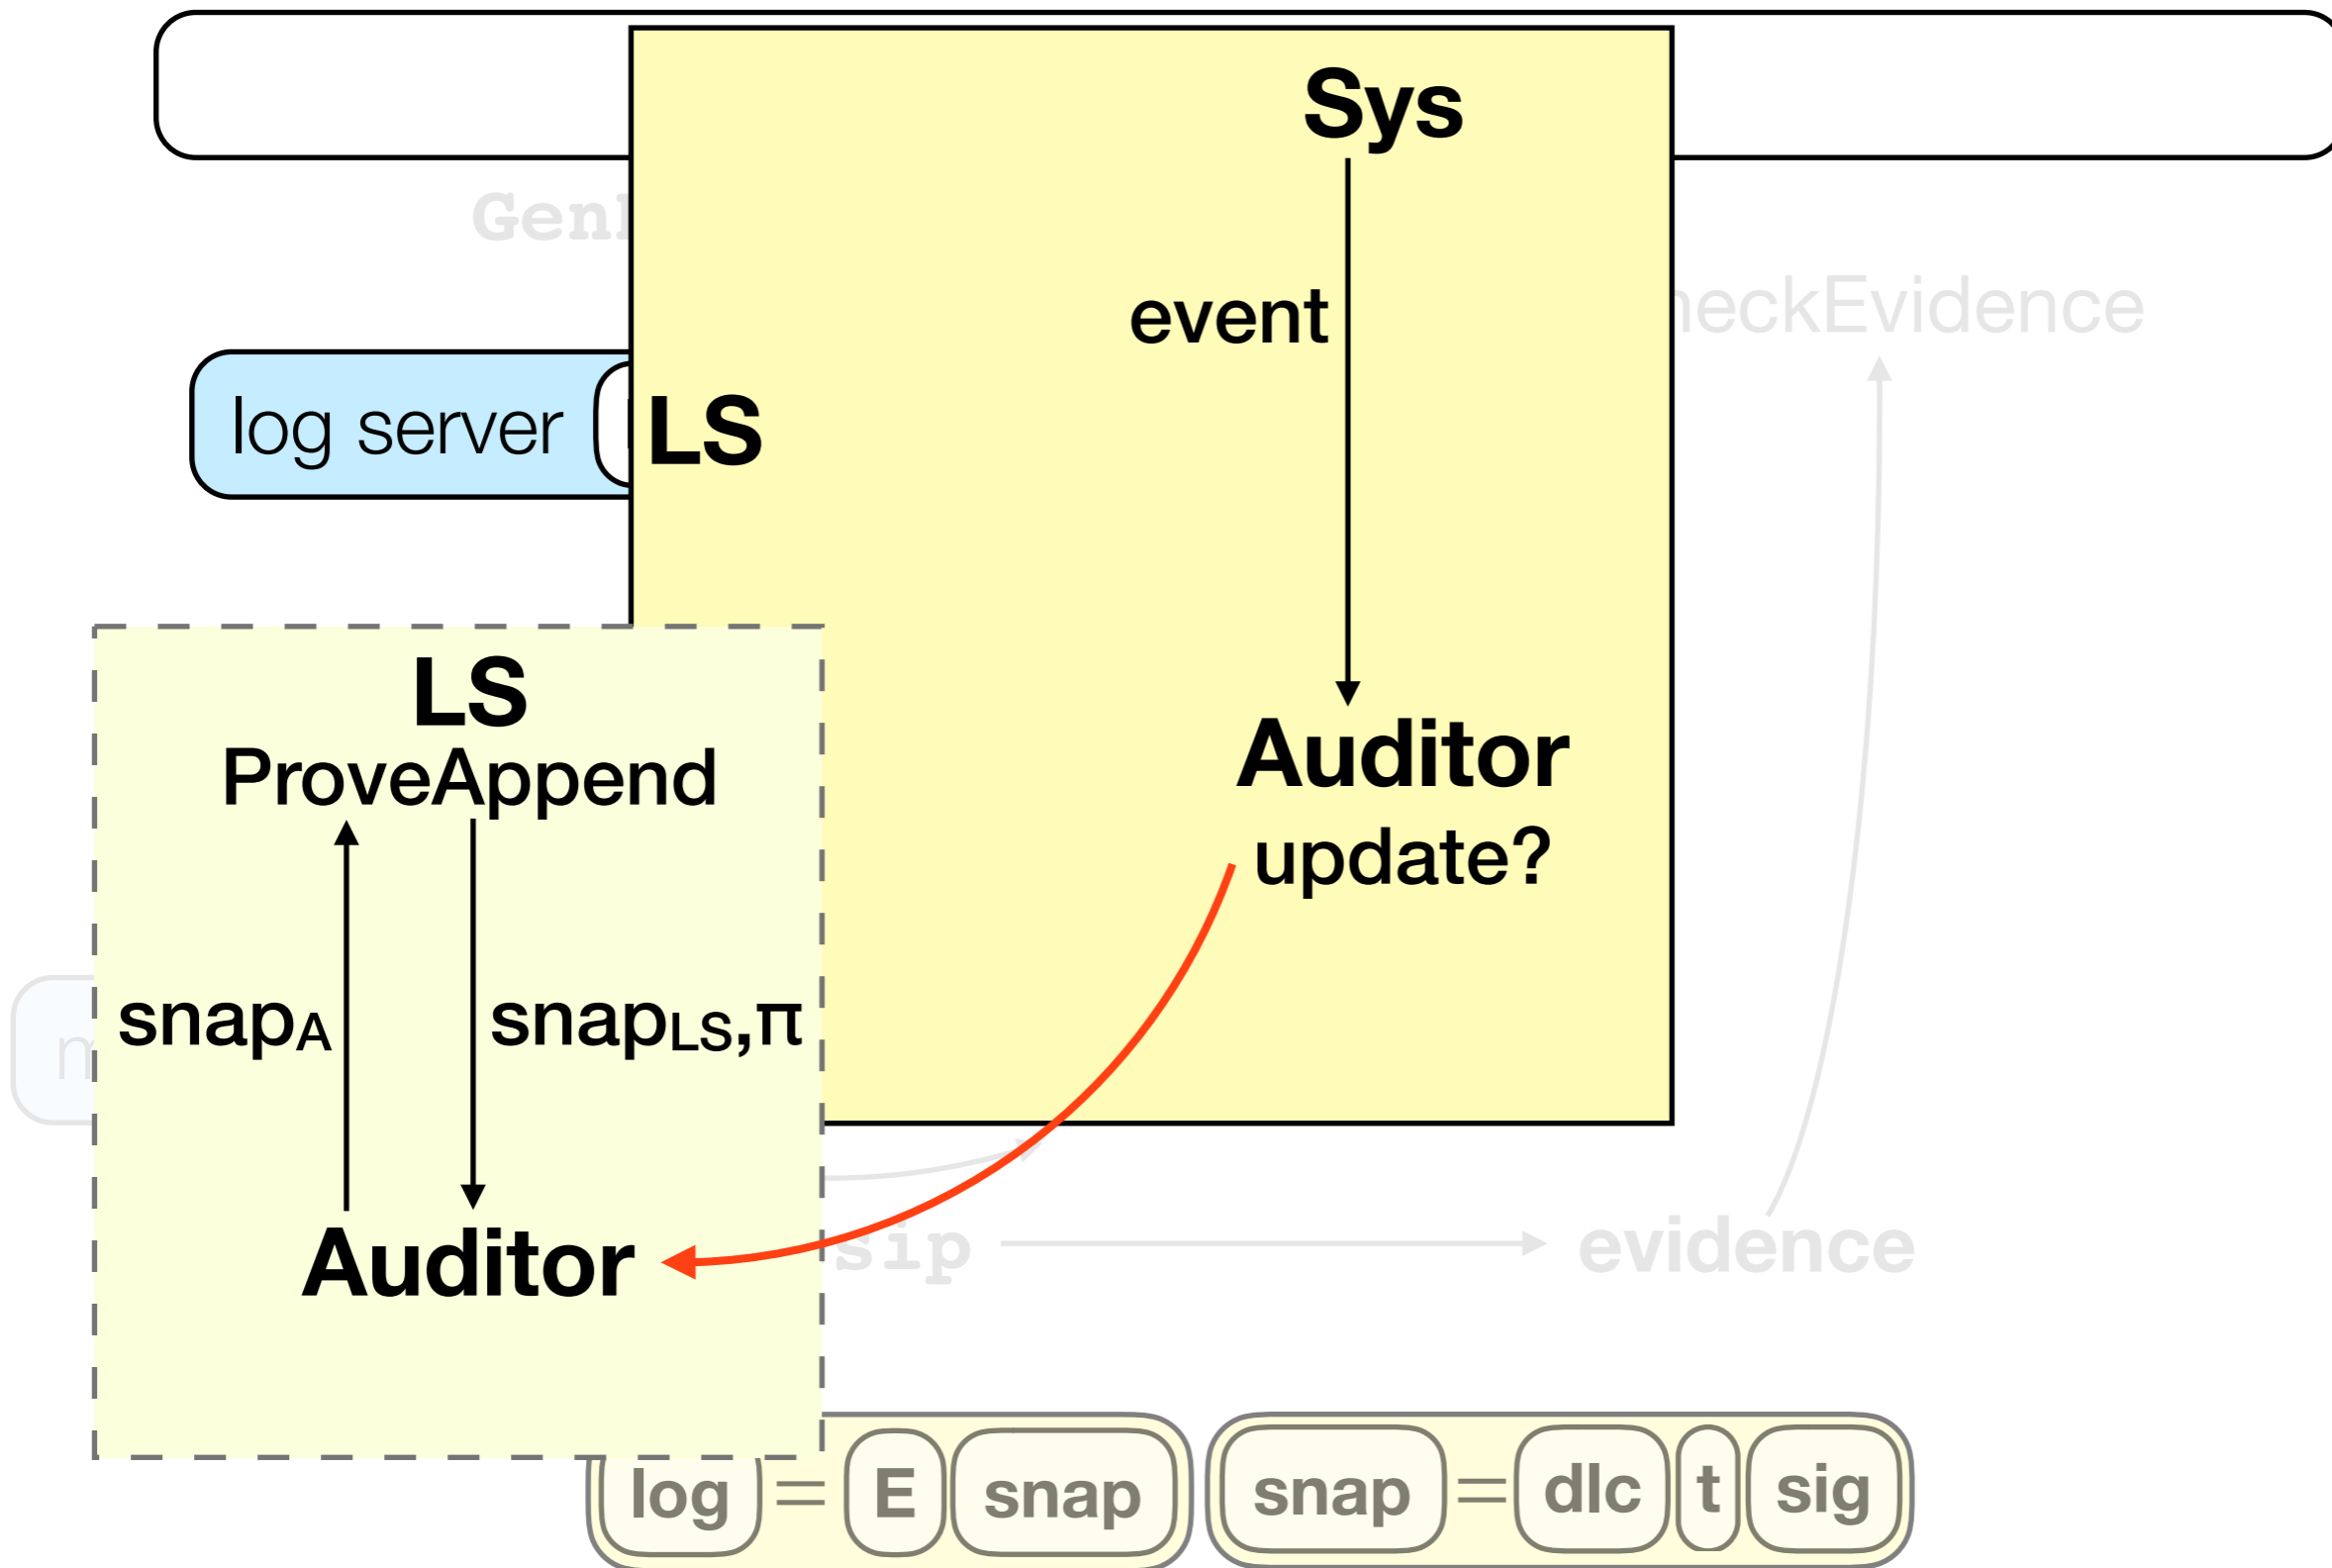 Sys
event
log server
LS
LS
ProveAppend
Auditor
update?
snapA
snapLS,π
Auditor
evidence
log = E snap
snap = dlc t sig